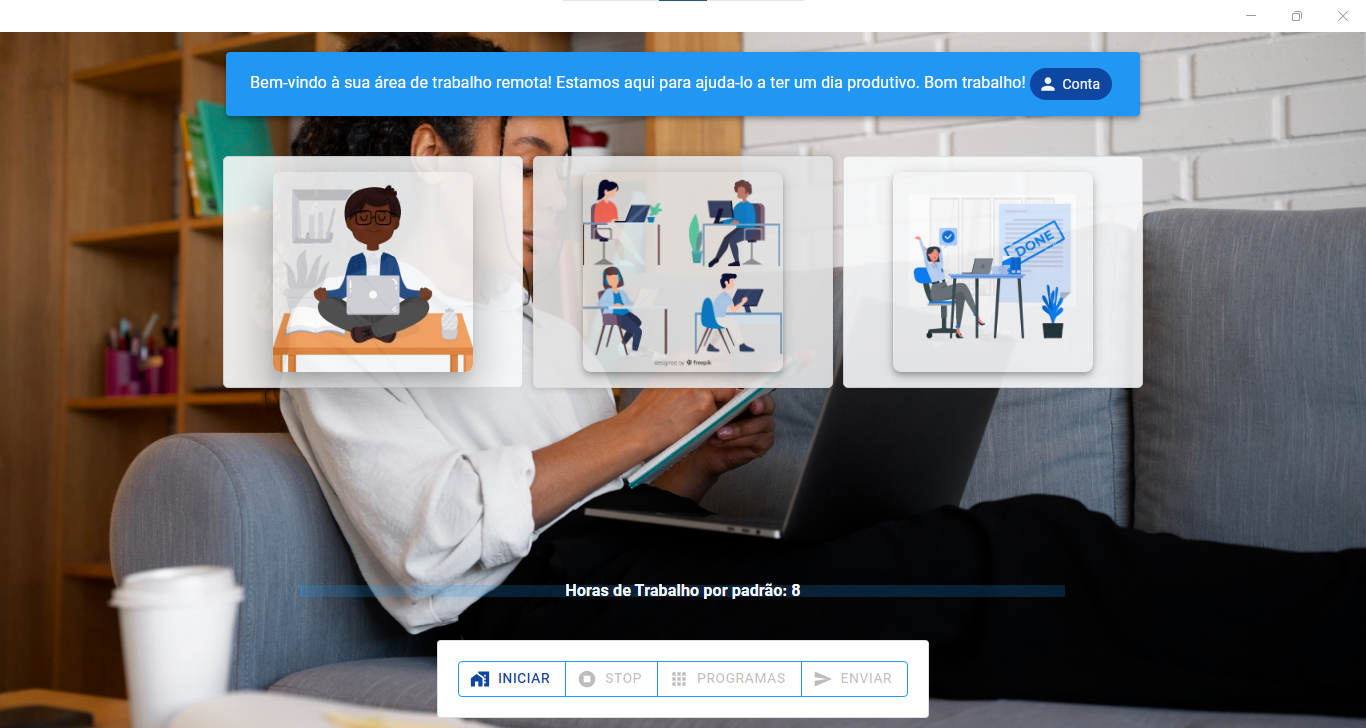 Bem-vindo à sua área de trabalho remota! Estamos aqui para ajuda-lo a ter um dia produtivo. Bom trabalho! Conta
DONE
designed by freepik
Horas de Trabalho por padrão: 8
INICIAR STOP PROGRAMAS ENVIAR